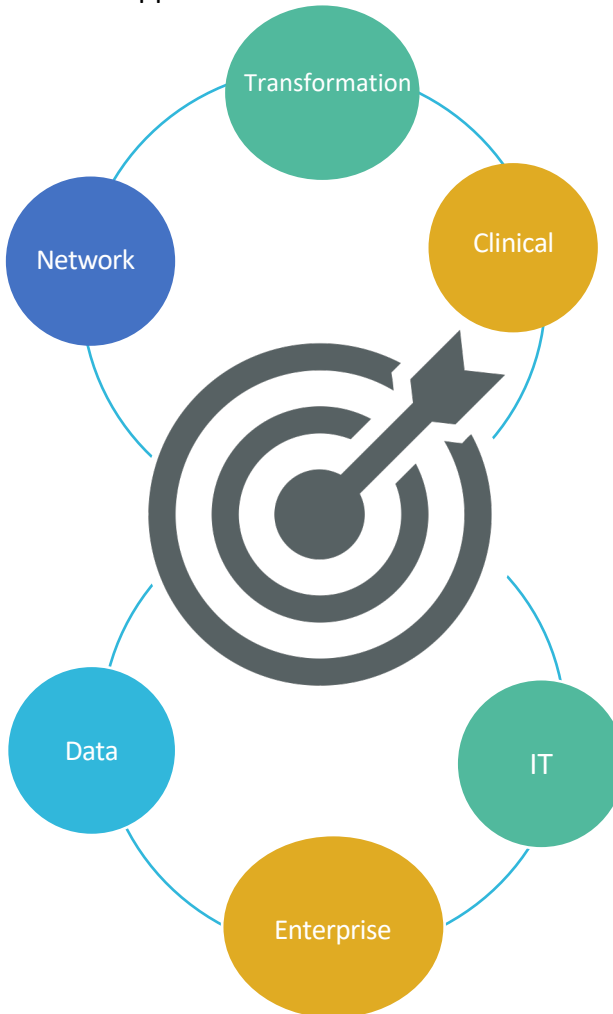 Transformation
Clinical
Network
Data
IT
Enterprise